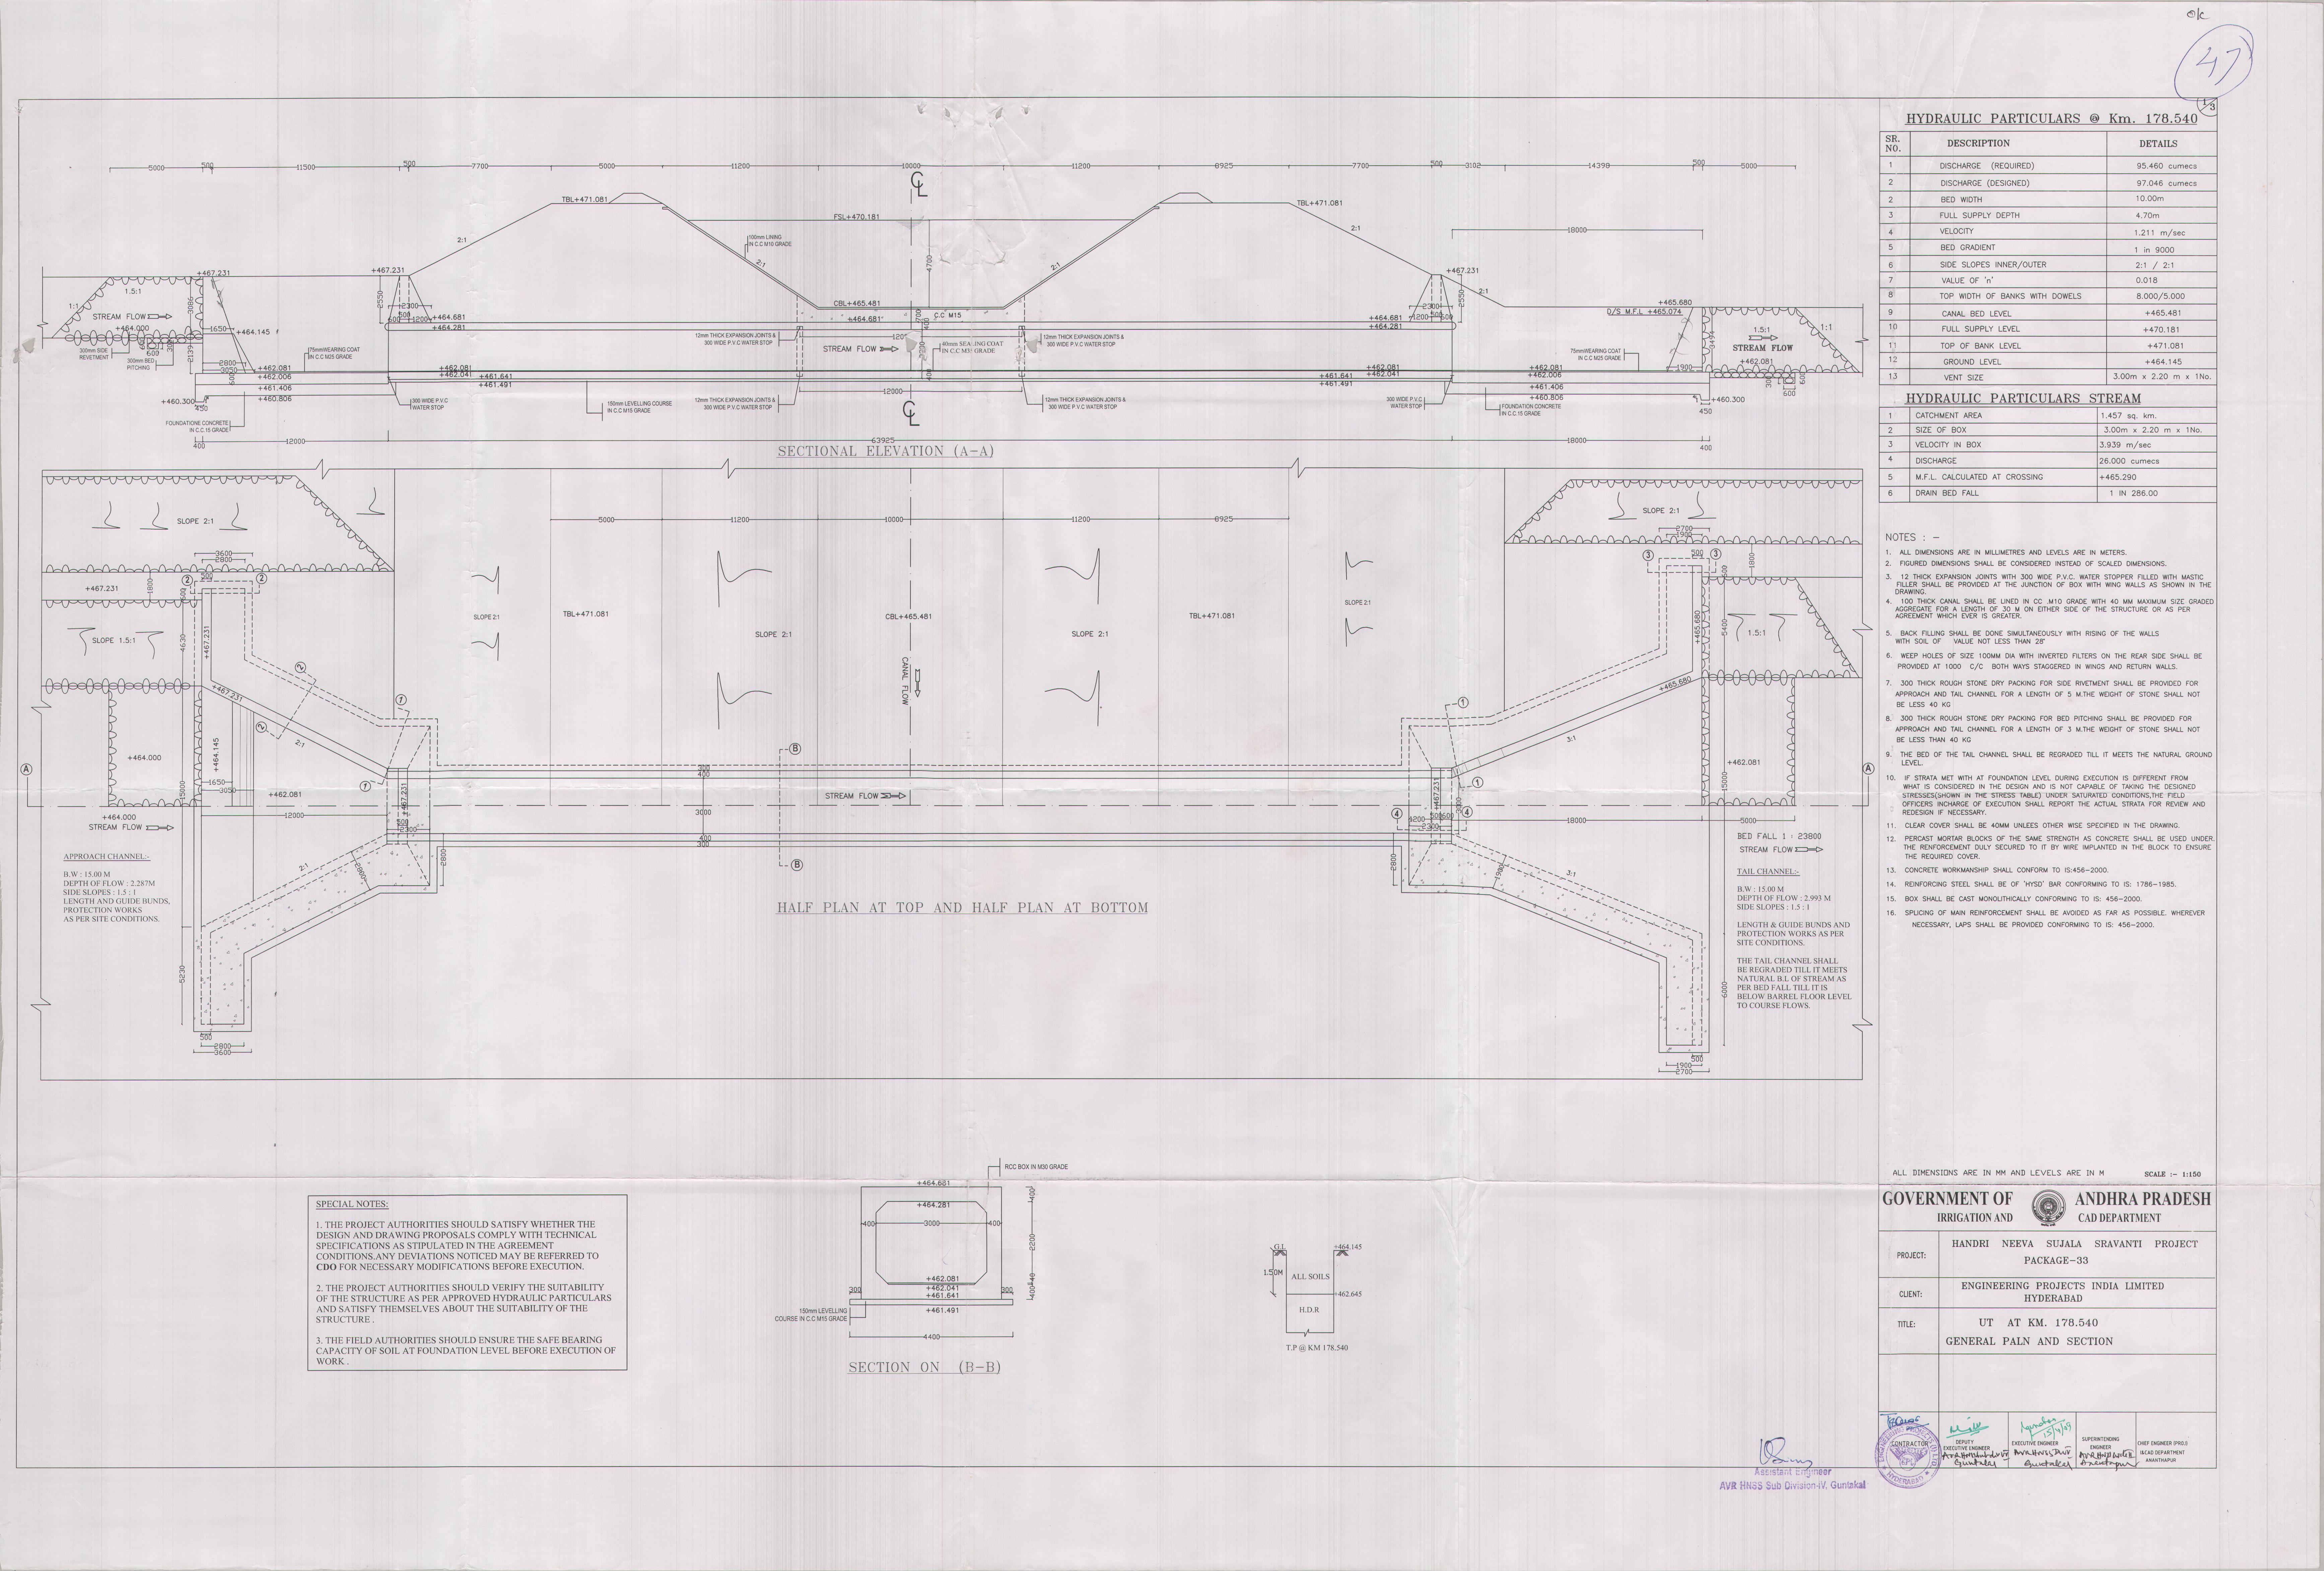 O/c
47
1/3
HYDRAULIC PARTICULARS @ Km. 178.540
SR. NO. DESCRIPTION DETAILS
1 DISCHARGE (REQUIRED) 95.460 cumecs
2 DISCHARGE (DESIGNED) 97.046 cumecs
2 BED WIDTH 10.00m
3 FULL SUPPLY DEPTH 4.70m
4 VELOCITY 1.211 m/sec
5 BED GRADIENT 1 in 9000
6 SIDE SLOPES INNER/OUTER 2:1 / 2:1
7 VALUE OF 'n' 0.018
8 TOP WIDTH OF BANKS WITH DOWELS 8.000/5.000
9 CANAL BED LEVEL +465.481
10 FULL SUPPLY LEVEL +470.181
11 TOP OF BANK LEVEL +471.081
12 GROUND LEVEL +464.145
13 VENT SIZE 3.00m x 2.20 m x 1No.
HYDRAULIC PARTICULARS STREAM
1 CATCHMENT AREA 1.457 sq. km.
2 SIZE OF BOX 3.00m x 2.20 m x 1No.
3 VELOCITY IN BOX 3.939 m/sec
4 DISCHARGE 26.000 cumecs
5 M.F.L. CALCULATED AT CROSSING +465.290
6 DRAIN BED FALL 1 IN 286.00
NOTES : -
1. ALL DIMENSIONS ARE IN MILLIMETRES AND LEVELS ARE IN METERS.
2. FIGURED DIMENSIONS SHALL BE CONSIDERED INSTEAD OF SCALED DIMENSIONS.
3. 12 THICK EXPANSION JOINTS WITH 300 WIDE P.V.C. WATER STOPPER FILLED WITH MASTIC
FILLER SHALL BE PROVIDED AT THE JUNCTION OF BOX WITH WING WALLS AS SHOWN IN THE
DRAWING.
4. 100 THICK CANAL SHALL BE LINED IN CC .M10 GRADE WITH 40 MM MAXIMUM SIZE GRADED
AGGREGATE FOR A LENGTH OF 30 M ON EITHER SIDE OF THE STRUCTURE OR AS PER
AGREEMENT WHICH EVER IS GREATER.
5. BACK FILLING SHALL BE DONE SIMULTANEOUSLY WITH RISING OF THE WALLS
WITH SOIL OF VALUE NOT LESS THAN 28°
6. WEEP HOLES OF SIZE 100MM DIA WITH INVERTED FILTERS ON THE REAR SIDE SHALL BE
PROVIDED AT 1000 C/C BOTH WAYS STAGGERED IN WINGS AND RETURN WALLS.
7. 300 THICK ROUGH STONE DRY PACKING FOR SIDE RIVETMENT SHALL BE PROVIDED FOR
APPROACH AND TAIL CHANNEL FOR A LENGTH OF 5 M.THE WEIGHT OF STONE SHALL NOT
BE LESS 40 KG
8. 300 THICK ROUGH STONE DRY PACKING FOR BED PITCHING SHALL BE PROVIDED FOR
APPROACH AND TAIL CHANNEL FOR A LENGTH OF 3 M.THE WEIGHT OF STONE SHALL NOT
BE LESS THAN 40 KG
9. THE BED OF THE TAIL CHANNEL SHALL BE REGRADED TILL IT MEETS THE NATURAL GROUND
LEVEL.
10. IF STRATA MET WITH AT FOUNDATION LEVEL DURING EXECUTION IS DIFFERENT FROM
WHAT IS CONSIDERED IN THE DESIGN AND IS NOT CAPABLE OF TAKING THE DESIGNED
STRESSES(SHOWN IN THE STRESS TABLE) UNDER SATURATED CONDITIONS,THE FIELD
OFFICERS INCHARGE OF EXECUTION SHALL REPORT THE ACTUAL STRATA FOR REVIEW AND
REDESIGN IF NECESSARY.
11. CLEAR COVER SHALL BE 40MM UNLEES OTHER WISE SPECIFIED IN THE DRAWING.
12. PERCAST MORTAR BLOCKS OF THE SAME STRENGTH AS CONCRETE SHALL BE USED UNDER.
THE RENFORCEMENT DULY SECURED TO IT BY WIRE IMPLANTED IN THE BLOCK TO ENSURE
THE REQUIRED COVER.
13. CONCRETE WORKMANSHIP SHALL CONFORM TO IS:456-2000.
14. REINFORCING STEEL SHALL BE OF 'HYSD' BAR CONFORMING TO IS: 1786-1985.
15. BOX SHALL BE CAST MONOLITHICALLY CONFORMING TO IS: 456-2000.
16. SPLICING OF MAIN REINFORCEMENT SHALL BE AVOIDED AS FAR AS POSSIBLE. WHEREVER
NECESSARY, LAPS SHALL BE PROVIDED CONFORMING TO IS: 456-2000.
ALL DIMENSIONS ARE IN MM AND LEVELS ARE IN M SCALE :- 1:150
GOVERNMENT OF ANDHRA PRADESH
IRRIGATION AND CAD DEPARTMENT
PROJECT: HANDRI NEEVA SUJALA SRAVANTI PROJECT
PACKAGE-33
CLIENT: ENGINEERING PROJECTS INDIA LIMITED
HYDERABAD
TITLE: UT AT KM. 178.540
GENERAL PALN AND SECTION
CONTRACTOR
DEPUTY
EXECUTIVE ENGINEER
Guntakal
15/4/09
EXECUTIVE ENGINEER
Guntakal
SUPERINTENDING
ENGINEER
Anantapur
CHIEF ENGINEER (PROJ)
I&CAD DEPARTMENT
ANANTHAPUR
HYDERABAD
Assistant Engineer
AVR HNSS Sub Division-IV, Guntakal
5000 500 11500 500 7700 5000 11200 10000 11200 6925 7700 500 3102 14398 500 5000
CL
TBL+471.081
FSL+470.181
TBL+471.081
2:1
100mm LINING
IN C.C M10 GRADE
2:1
4700
2:1
2:1
18000
+467.231
+467.231
+467.231
2:1
1.5:1
1:1
3086
2550
2300
2550
CBL+465.481
C.C M15
+465.680
D/S M.F.L +465.074
STREAM FLOW
+464.000
1650
+464.145
+464.681
+464.281
+464.681
+464.681
+464.281
1.5:1
1:1
3494
STREAM FLOW
12mm THICK EXPANSION JOINTS &
300 WIDE P.V.C WATER STOP
STREAM FLOW
12mm THICK EXPANSION JOINTS &
300 WIDE P.V.C WATER STOP
300mm SIDE
REVETMENT
300mm BED
PITCHING
600
2139
75mmWEARING COAT
IN C.C M25 GRADE
75mmWEARING COAT
IN C.C M25 GRADE
2800
3050
+462.081
+462.006
+461.406
+460.806
+460.300
450
+462.081
+462.041
+461.641
+461.491
+462.081
+462.041
+461.641
+461.491
+462.081
+462.006
+461.406
+460.806
1900
+462.081
+460.300
450
600
FOUNDATIONE CONCRETE
IN C.C.15 GRADE
300 WIDE P.V.C
WATER STOP
150mm LEVELLING COURSE
IN C.C M15 GRADE
12mm THICK EXPANSION JOINTS &
300 WIDE P.V.C WATER STOP
12000
12mm THICK EXPANSION JOINTS &
300 WIDE P.V.C WATER STOP
300 WIDE P.V.C
WATER STOP
FOUNDATION CONCRETE
IN C.C.15 GRADE
CL
400 12000 63925 18000 400
SECTIONAL ELEVATION (A-A)
SLOPE 2:1
5000 11200 10000 11200 6925
SLOPE 2:1
3600
2800
500
2 2
+467.231
1800
600
SLOPE 1.5:1
4630
+467.231
+467.231
2
2
1
1
SLOPE 2:1
TBL+471.081
SLOPE 2:1
CBL+465.481
CANAL FLOW
SLOPE 2:1
TBL+471.081
SLOPE 2:1
2700
1900
500
3 3
1800
600
+465.680
5400
1.5:1
+465.680
1
1
3:1
2:1
+464.000
+464.145
15000
1650
3050
+462.081
12000
+467.231
500
2300
B
B
300
400
3000
400
300
STREAM FLOW
+467.231
4 4
1200 500 600
2300
18000
+462.081
15000
5000
A
A
+464.000
STREAM FLOW
2:1
2800
2800
2800
1900
3:1
BED FALL 1 : 23800
STREAM FLOW
APPROACH CHANNEL:-
B.W : 15.00 M
DEPTH OF FLOW : 2.287M
SIDE SLOPES : 1.5 : 1
LENGTH AND GUIDE BUNDS,
PROTECTION WORKS
AS PER SITE CONDITIONS.
5230
500
2800
3600
HALF PLAN AT TOP AND HALF PLAN AT BOTTOM
TAIL CHANNEL:-
B.W : 15.00 M
DEPTH OF FLOW : 2.993 M
SIDE SLOPES : 1.5 : 1
LENGTH & GUIDE BUNDS AND
PROTECTION WORKS AS PER
SITE CONDITIONS.
THE TAIL CHANNEL SHALL
BE REGRADED TILL IT MEETS
NATURAL B.L OF STREAM AS
PER BED FALL TILL IT IS
BELOW BARREL FLOOR LEVEL
TO COURSE FLOWS.
6000
500
1900
2700
SPECIAL NOTES:
1. THE PROJECT AUTHORITIES SHOULD SATISFY WHETHER THE
DESIGN AND DRAWING PROPOSALS COMPLY WITH TECHNICAL
SPECIFICATIONS AS STIPULATED IN THE AGREEMENT
CONDITIONS.ANY DEVIATIONS NOTICED MAY BE REFERRED TO
CDO FOR NECESSARY MODIFICATIONS BEFORE EXECUTION.
2. THE PROJECT AUTHORITIES SHOULD VERIFY THE SUITABILITY
OF THE STRUCTURE AS PER APPROVED HYDRAULIC PARTICULARS
AND SATISFY THEMSELVES ABOUT THE SUITABILITY OF THE
STRUCTURE .
3. THE FIELD AUTHORITIES SHOULD ENSURE THE SAFE BEARING
CAPACITY OF SOIL AT FOUNDATION LEVEL BEFORE EXECUTION OF
WORK .
RCC BOX IN M30 GRADE
+464.681
+464.281
400 3000 400
400
2200
400+40
+462.081
+462.041
+461.641
+461.491
300 300
150mm LEVELLING
COURSE IN C.C M15 GRADE
4400
SECTION ON (B-B)
G.L +464.145
1.50M ALL SOILS
+462.645
H.D.R
T.P @ KM 178.540